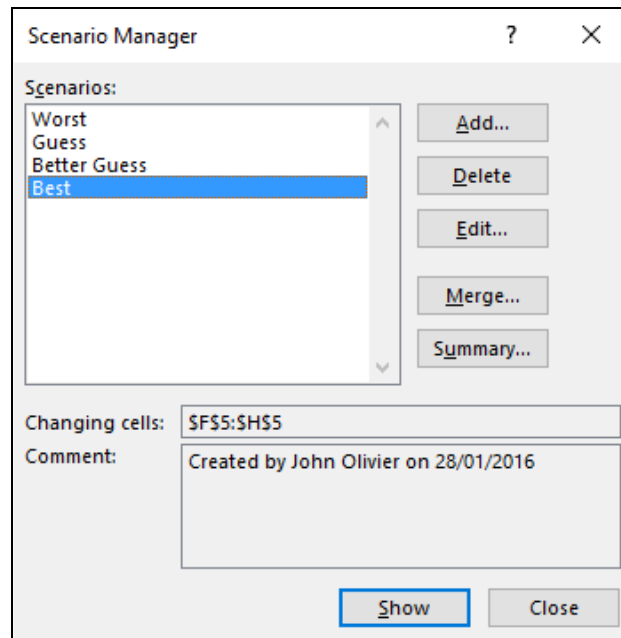 Scenario Manager ? ×
Scenarios:
Worst
Guess
Better Guess
Best
Add...
Delete
Edit...
Merge...
Summary...
Changing cells: $F$5:$H$5
Comment: Created by John Olivier on 28/01/2016
Show Close